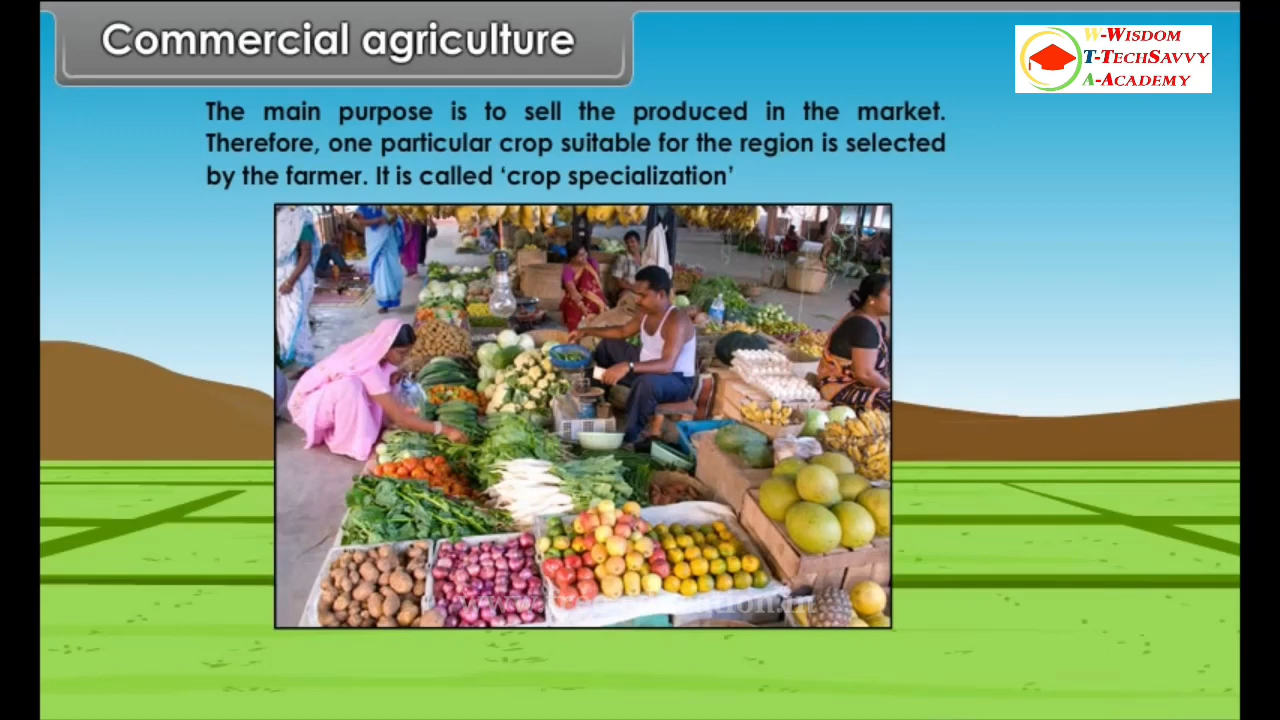 Commercial agriculture
W-WISDOM
T-TECHSAVVY
A-ACADEMY
The main purpose is to sell the produced in the market.
Therefore, one particular crop suitable for the region is selected
by the farmer. It is called ‘crop specialization’